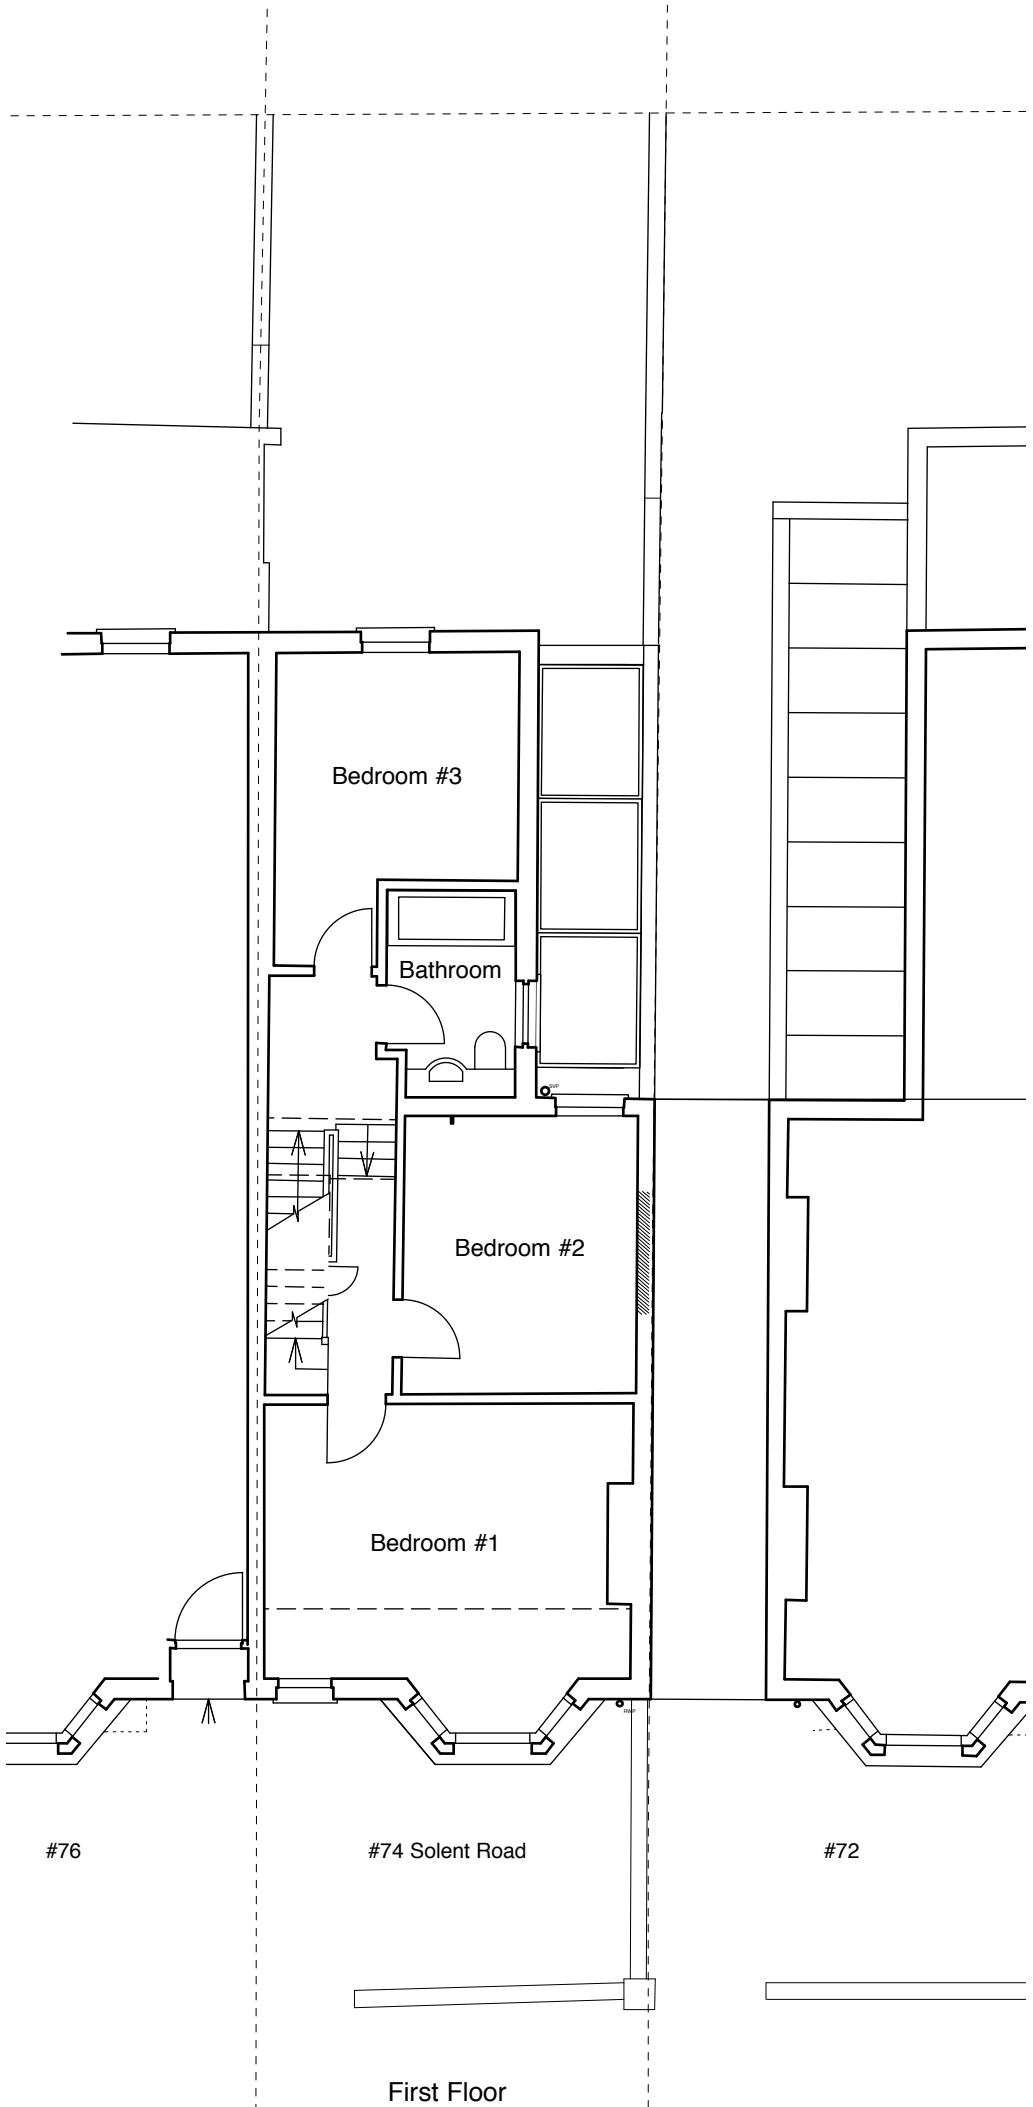 Bedroom #3
Bathroom
SVP
Bedroom #2
Bedroom #1
RWP
#76
#74 Solent Road
#72
First Floor